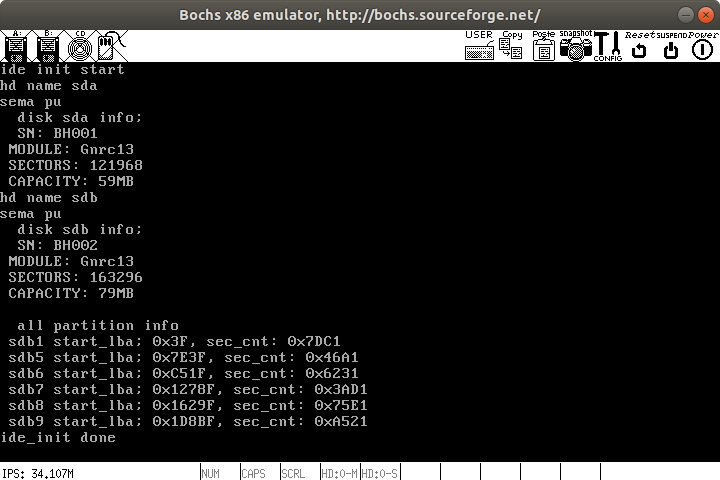 Bochs x86 emulator, http://bochs.sourceforge.net/
A: B: CD USER Copy Paste Snapshot CONFIG Reset SUSPEND Power
ide init start
hd name sda
sema pu
disk sda info;
SN: BH001
MODULE: Gnrc13
SECTORS: 121968
CAPACITY: 59MB
hd name sdb
sema pu
disk sdb info;
SN: BH002
MODULE: Gnrc13
SECTORS: 163296
CAPACITY: 79MB
all partition info
sdb1 start_lba; 0x3F, sec_cnt: 0x7DC1
sdb5 start_lba; 0x7E3F, sec_cnt: 0x46A1
sdb6 start_lba; 0xC51F, sec_cnt: 0x6231
sdb7 start_lba; 0x1278F, sec_cnt: 0x3AD1
sdb8 start_lba; 0x1629F, sec_cnt: 0x75E1
sdb9 start_lba; 0x1D8BF, sec_cnt: 0xA521
ide_init done
IPS: 34.107M NUM CAPS SCRL HD:0-M HD:0-S